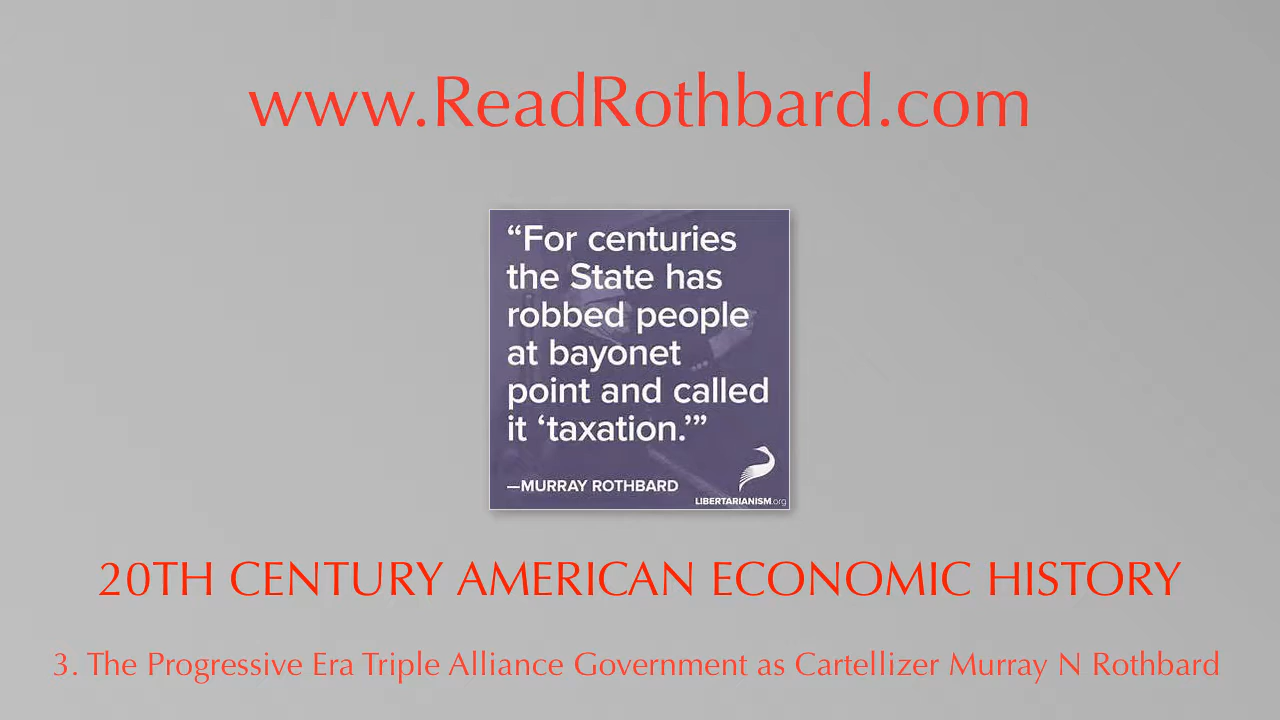 www.ReadRothbard.com
“For centuries
the State has
robbed people
at bayonet
point and called
it ‘taxation.’”
—MURRAY ROTHBARD
LIBERTARIANISM.org
20TH CENTURY AMERICAN ECONOMIC HISTORY
3. The Progressive Era Triple Alliance Government as Cartellizer Murray N Rothbard